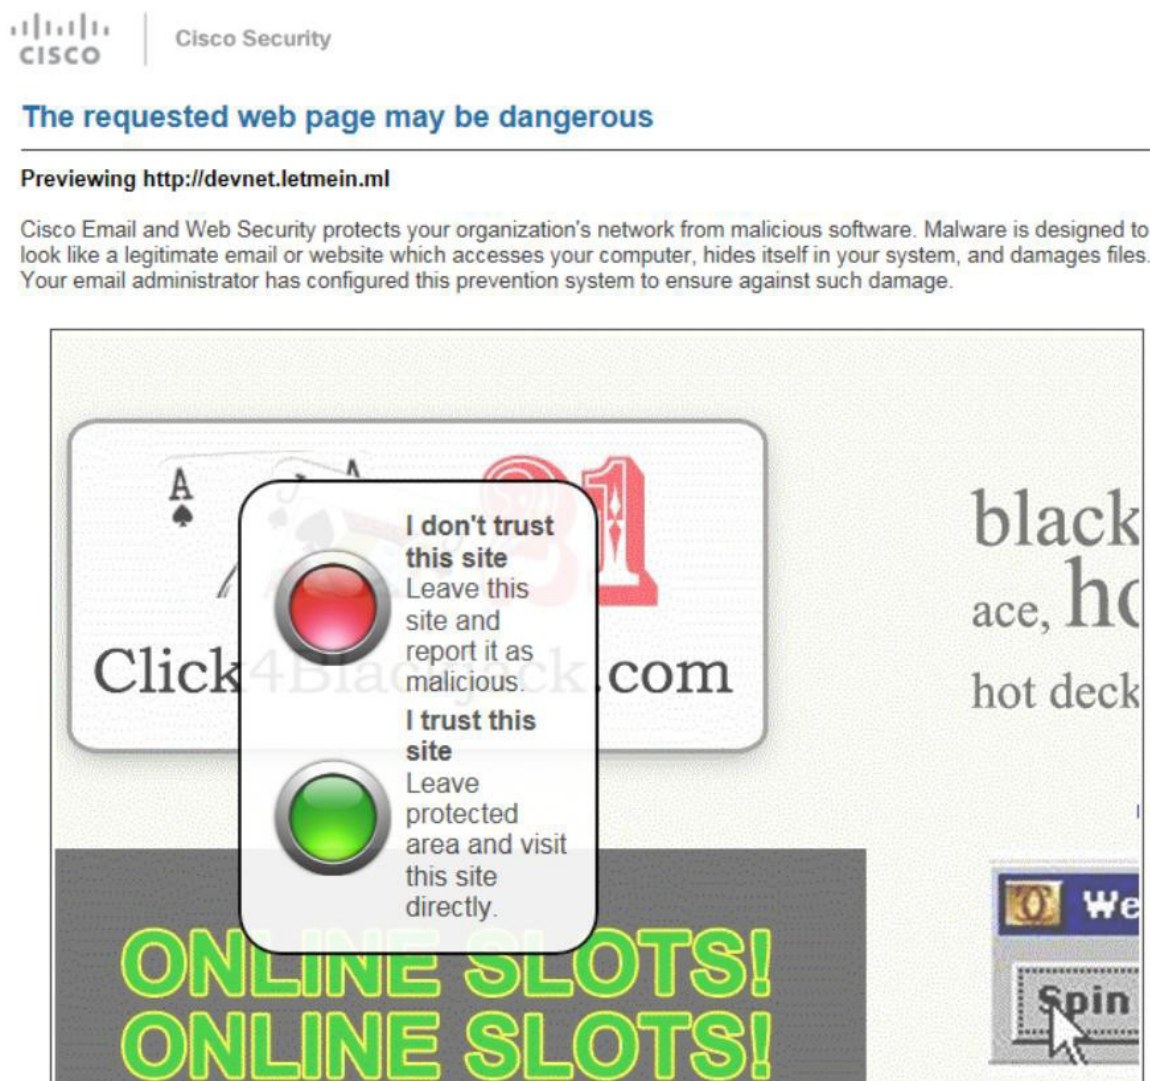 CISCO
Cisco Security
The requested web page may be dangerous
Previewing http://devnet.letmein.ml
Cisco Email and Web Security protects your organization's network from malicious software. Malware is designed to
look like a legitimate email or website which accesses your computer, hides itself in your system, and damages files.
Your email administrator has configured this prevention system to ensure against such damage.
A
A
21
Click4Blackjack.com
I don't trust
this site
Leave this
site and
report it as
malicious.
I trust this
site
Leave
protected
area and visit
this site
directly.
black
ace, ho
hot deck
ONLINE SLOTS!
ONLINE SLOTS!
We
Spin